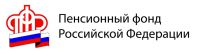 Пенсионный фонд
Российской Федерации